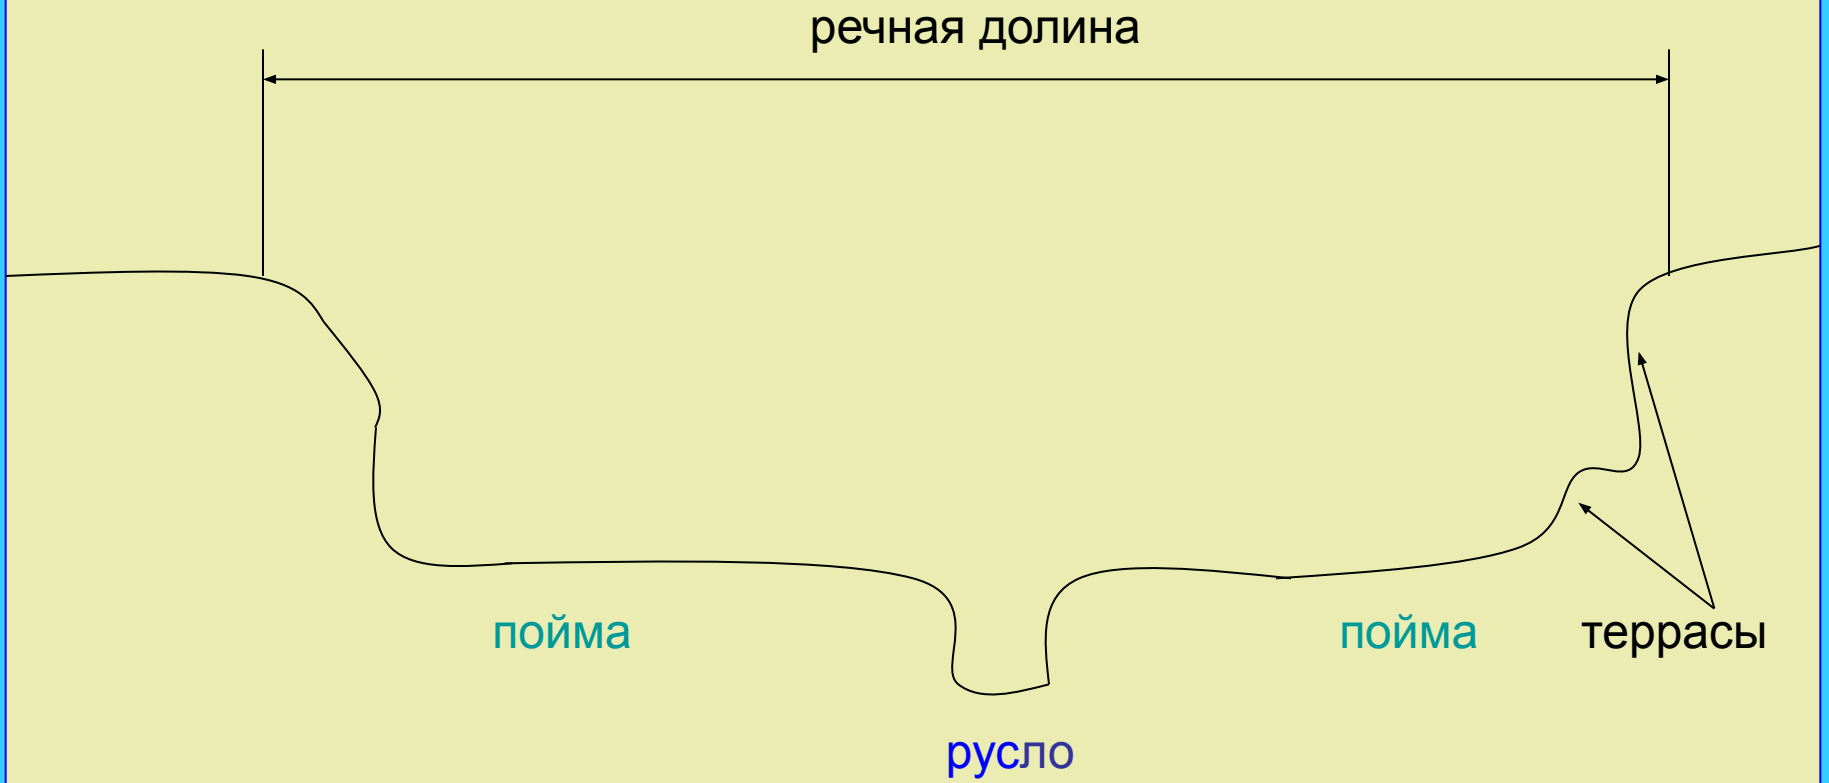 речная долина
пойма
пойма
террасы
русло